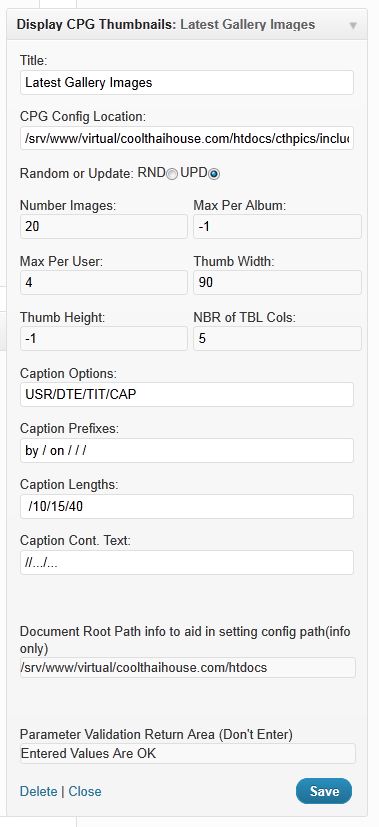 Display CPG Thumbnails: Latest Gallery Images
Title:
Latest Gallery Images
CPG Config Location:
/srv/www/virtual/coolthaihouse.com/htdocs/cthpics/includ
Random or Update: RND UPD
Number Images: Max Per Album:
20 -1
Max Per User: Thumb Width:
4 90
Thumb Height: NBR of TBL Cols:
-1 5
Caption Options:
USR/DTE/TIT/CAP
Caption Prefixes:
by / on / / /
Caption Lengths:
/10/15/40
Caption Cont. Text:
//.../...
Document Root Path info to aid in setting config path(info
only)
/srv/www/virtual/coolthaihouse.com/htdocs
Parameter Validation Return Area (Don't Enter)
Entered Values Are OK
Delete | Close Save